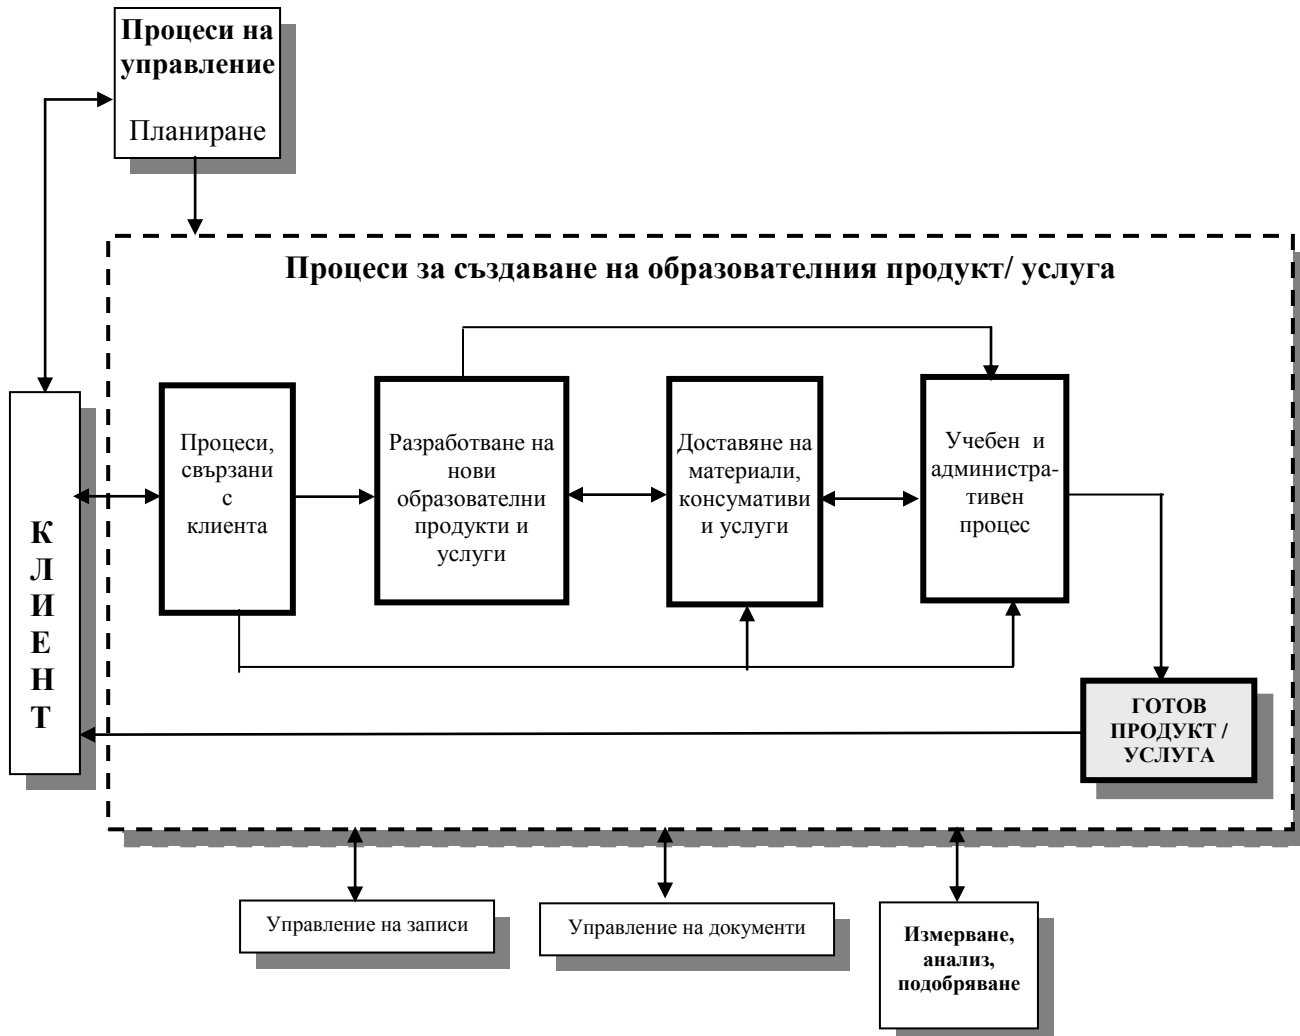 Процеси на
управление
Планиране
Процеси за създаване на образователния продукт/ услуга
Процеси,
свързани
с
клиента
Разработване на
нови
образователни
продукти и
услуги
Доставяне на
материали,
консумативи
и услуги
Учебен и
администра-
тивен
процес
К
Л
И
Е
Н
Т
ГОТОВ
ПРОДУКТ /
УСЛУГА
Управление на записи
Управление на документи
Измерване,
анализ,
подобряване